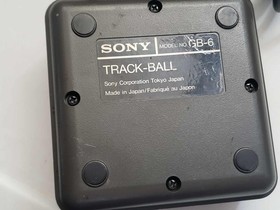 SONY MODEL NO. GB-6
TRACK-BALL
Sony Corporation Tokyo Japan
Made in Japan/Fabriqué au Japon